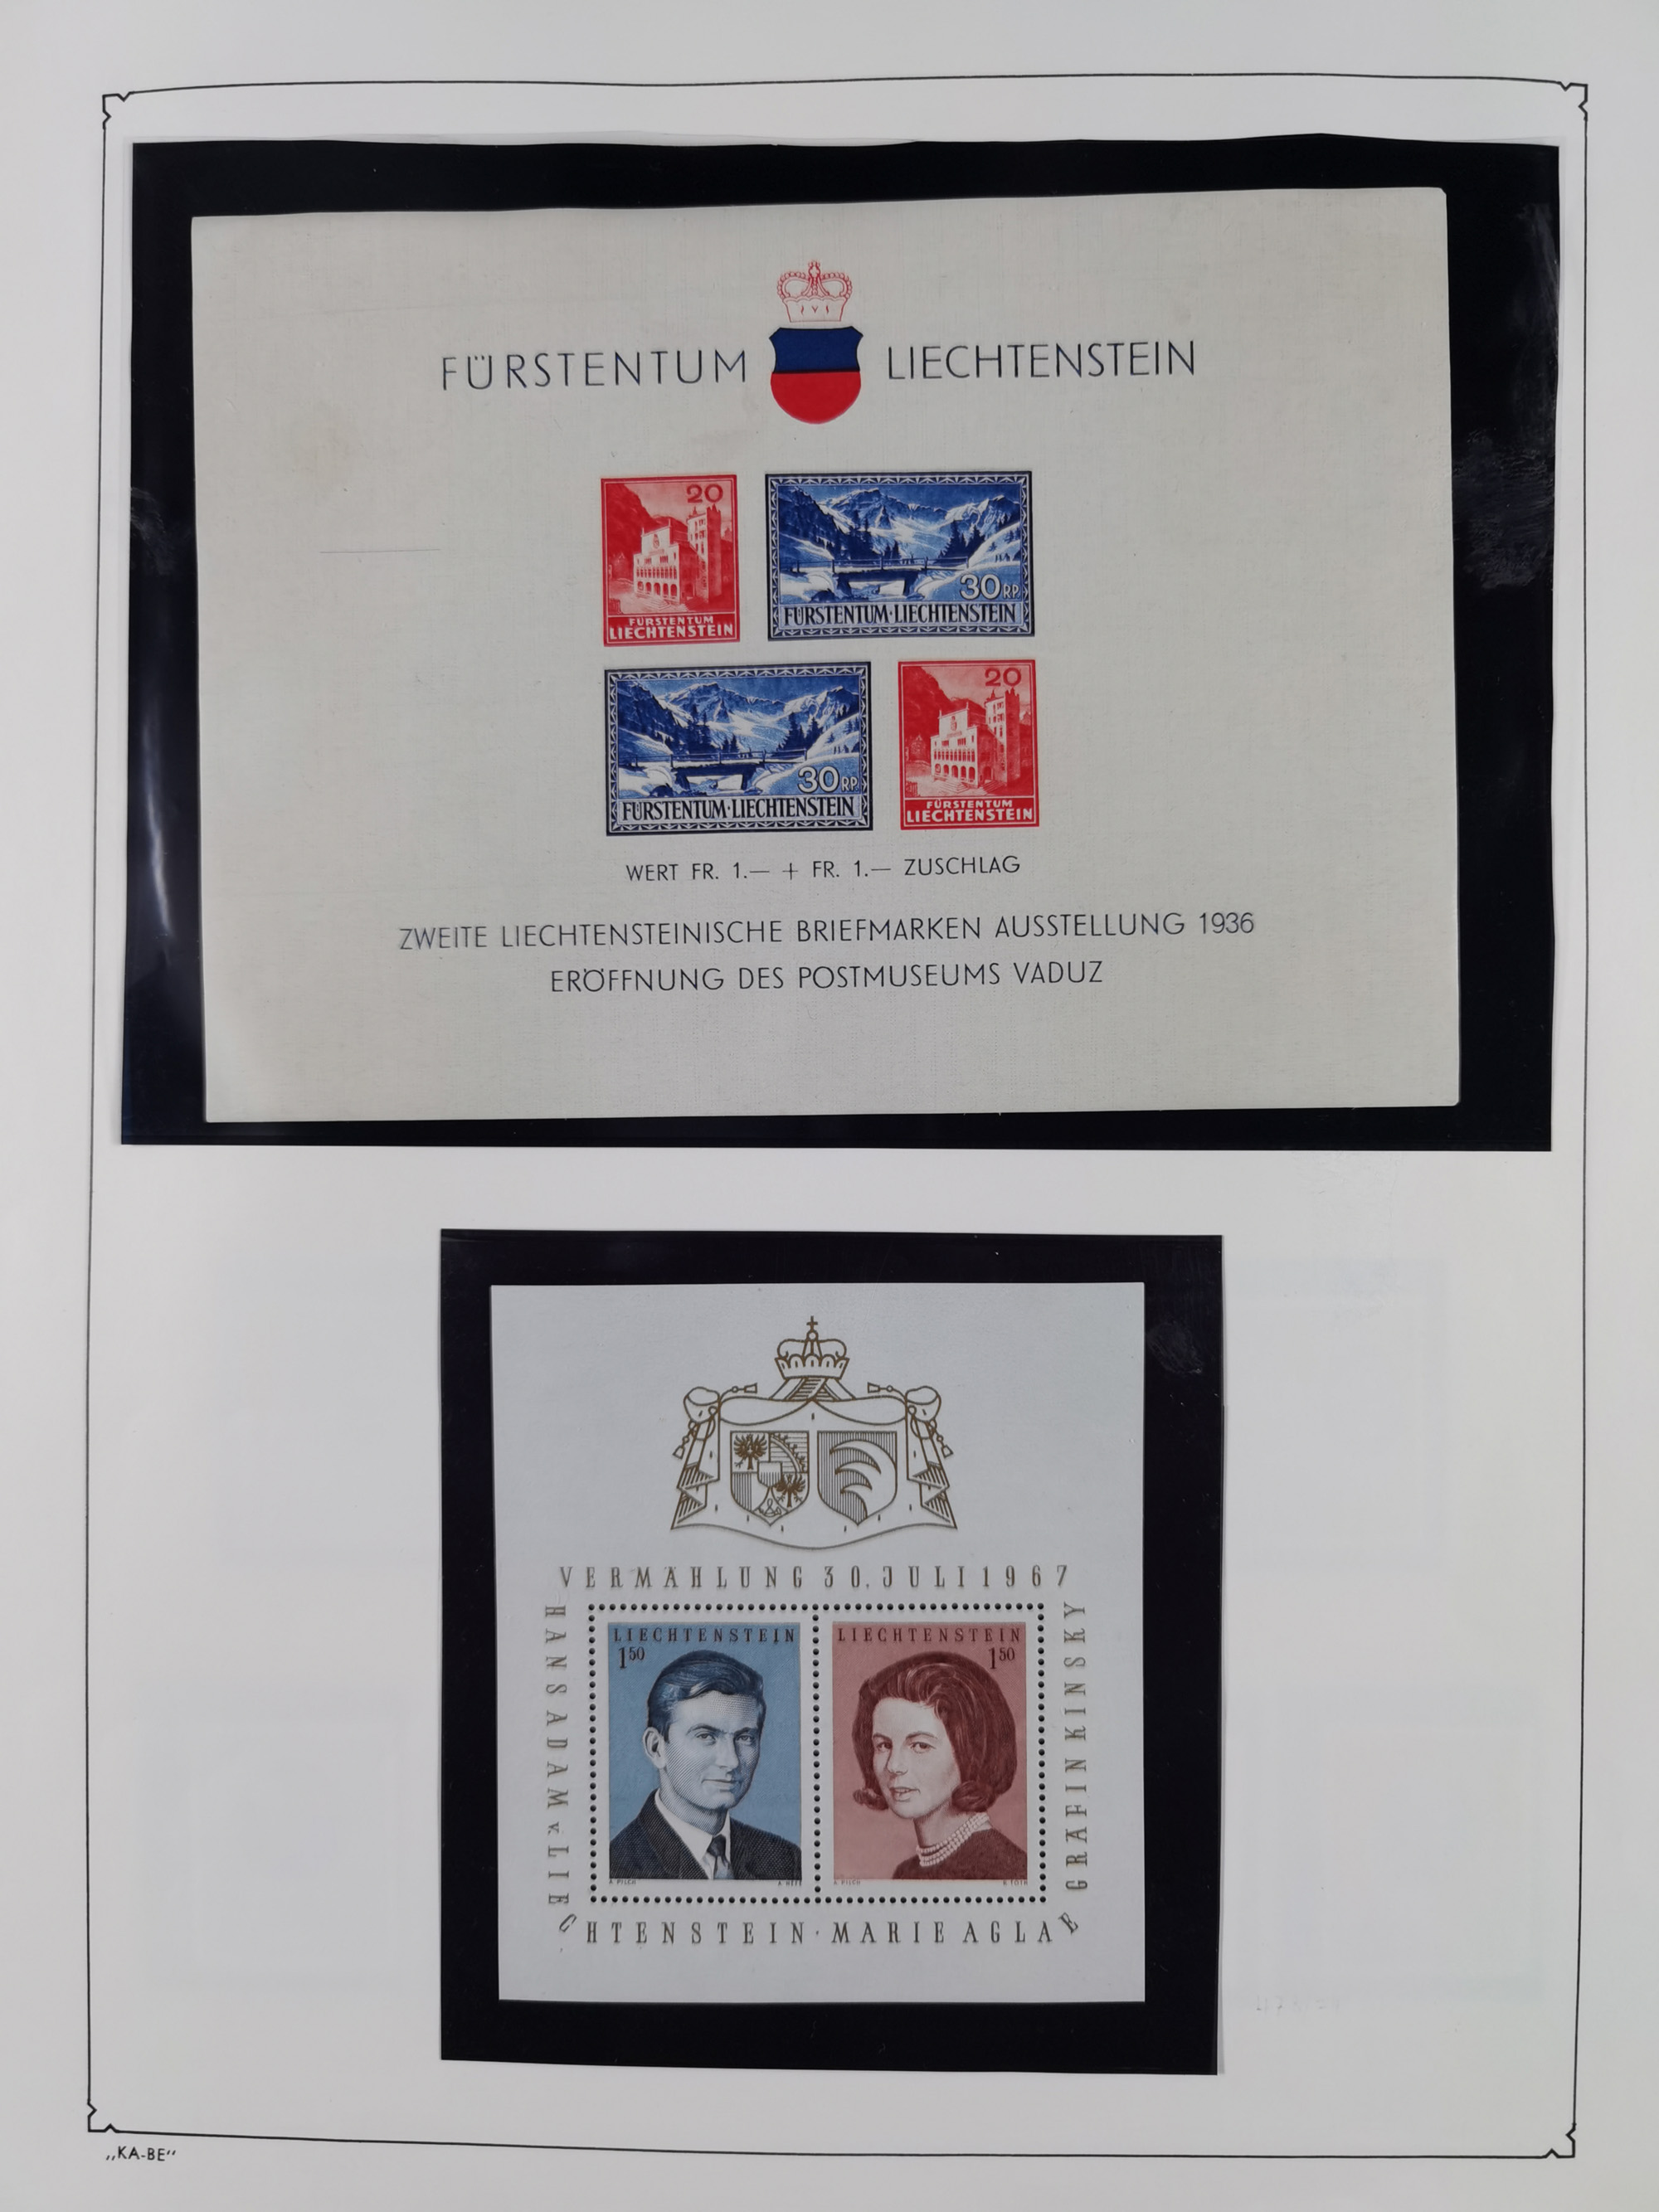 FÜRSTENTUM LIECHTENSTEIN
20
FÜRSTENTUM
LIECHTENSTEIN
30 RP.
FÜRSTENTUM·LIECHTENSTEIN
30 RP.
FÜRSTENTUM·LIECHTENSTEIN
20
FÜRSTENTUM
LIECHTENSTEIN
WERT FR. 1.— + FR. 1.— ZUSCHLAG
ZWEITE LIECHTENSTEINISCHE BRIEFMARKEN AUSSTELLUNG 1936
ERÖFFNUNG DES POSTMUSEUMS VADUZ
VERMÄHLUNG 30. JULI 1967
HANS ADAM v. LIECHTENSTEIN · MARIE AGLAE GRÄFIN KINSKY
LIECHTENSTEIN
1 50
A. PILCH
LIECHTENSTEIN
1 50
A. PILCH
„KA-BE“